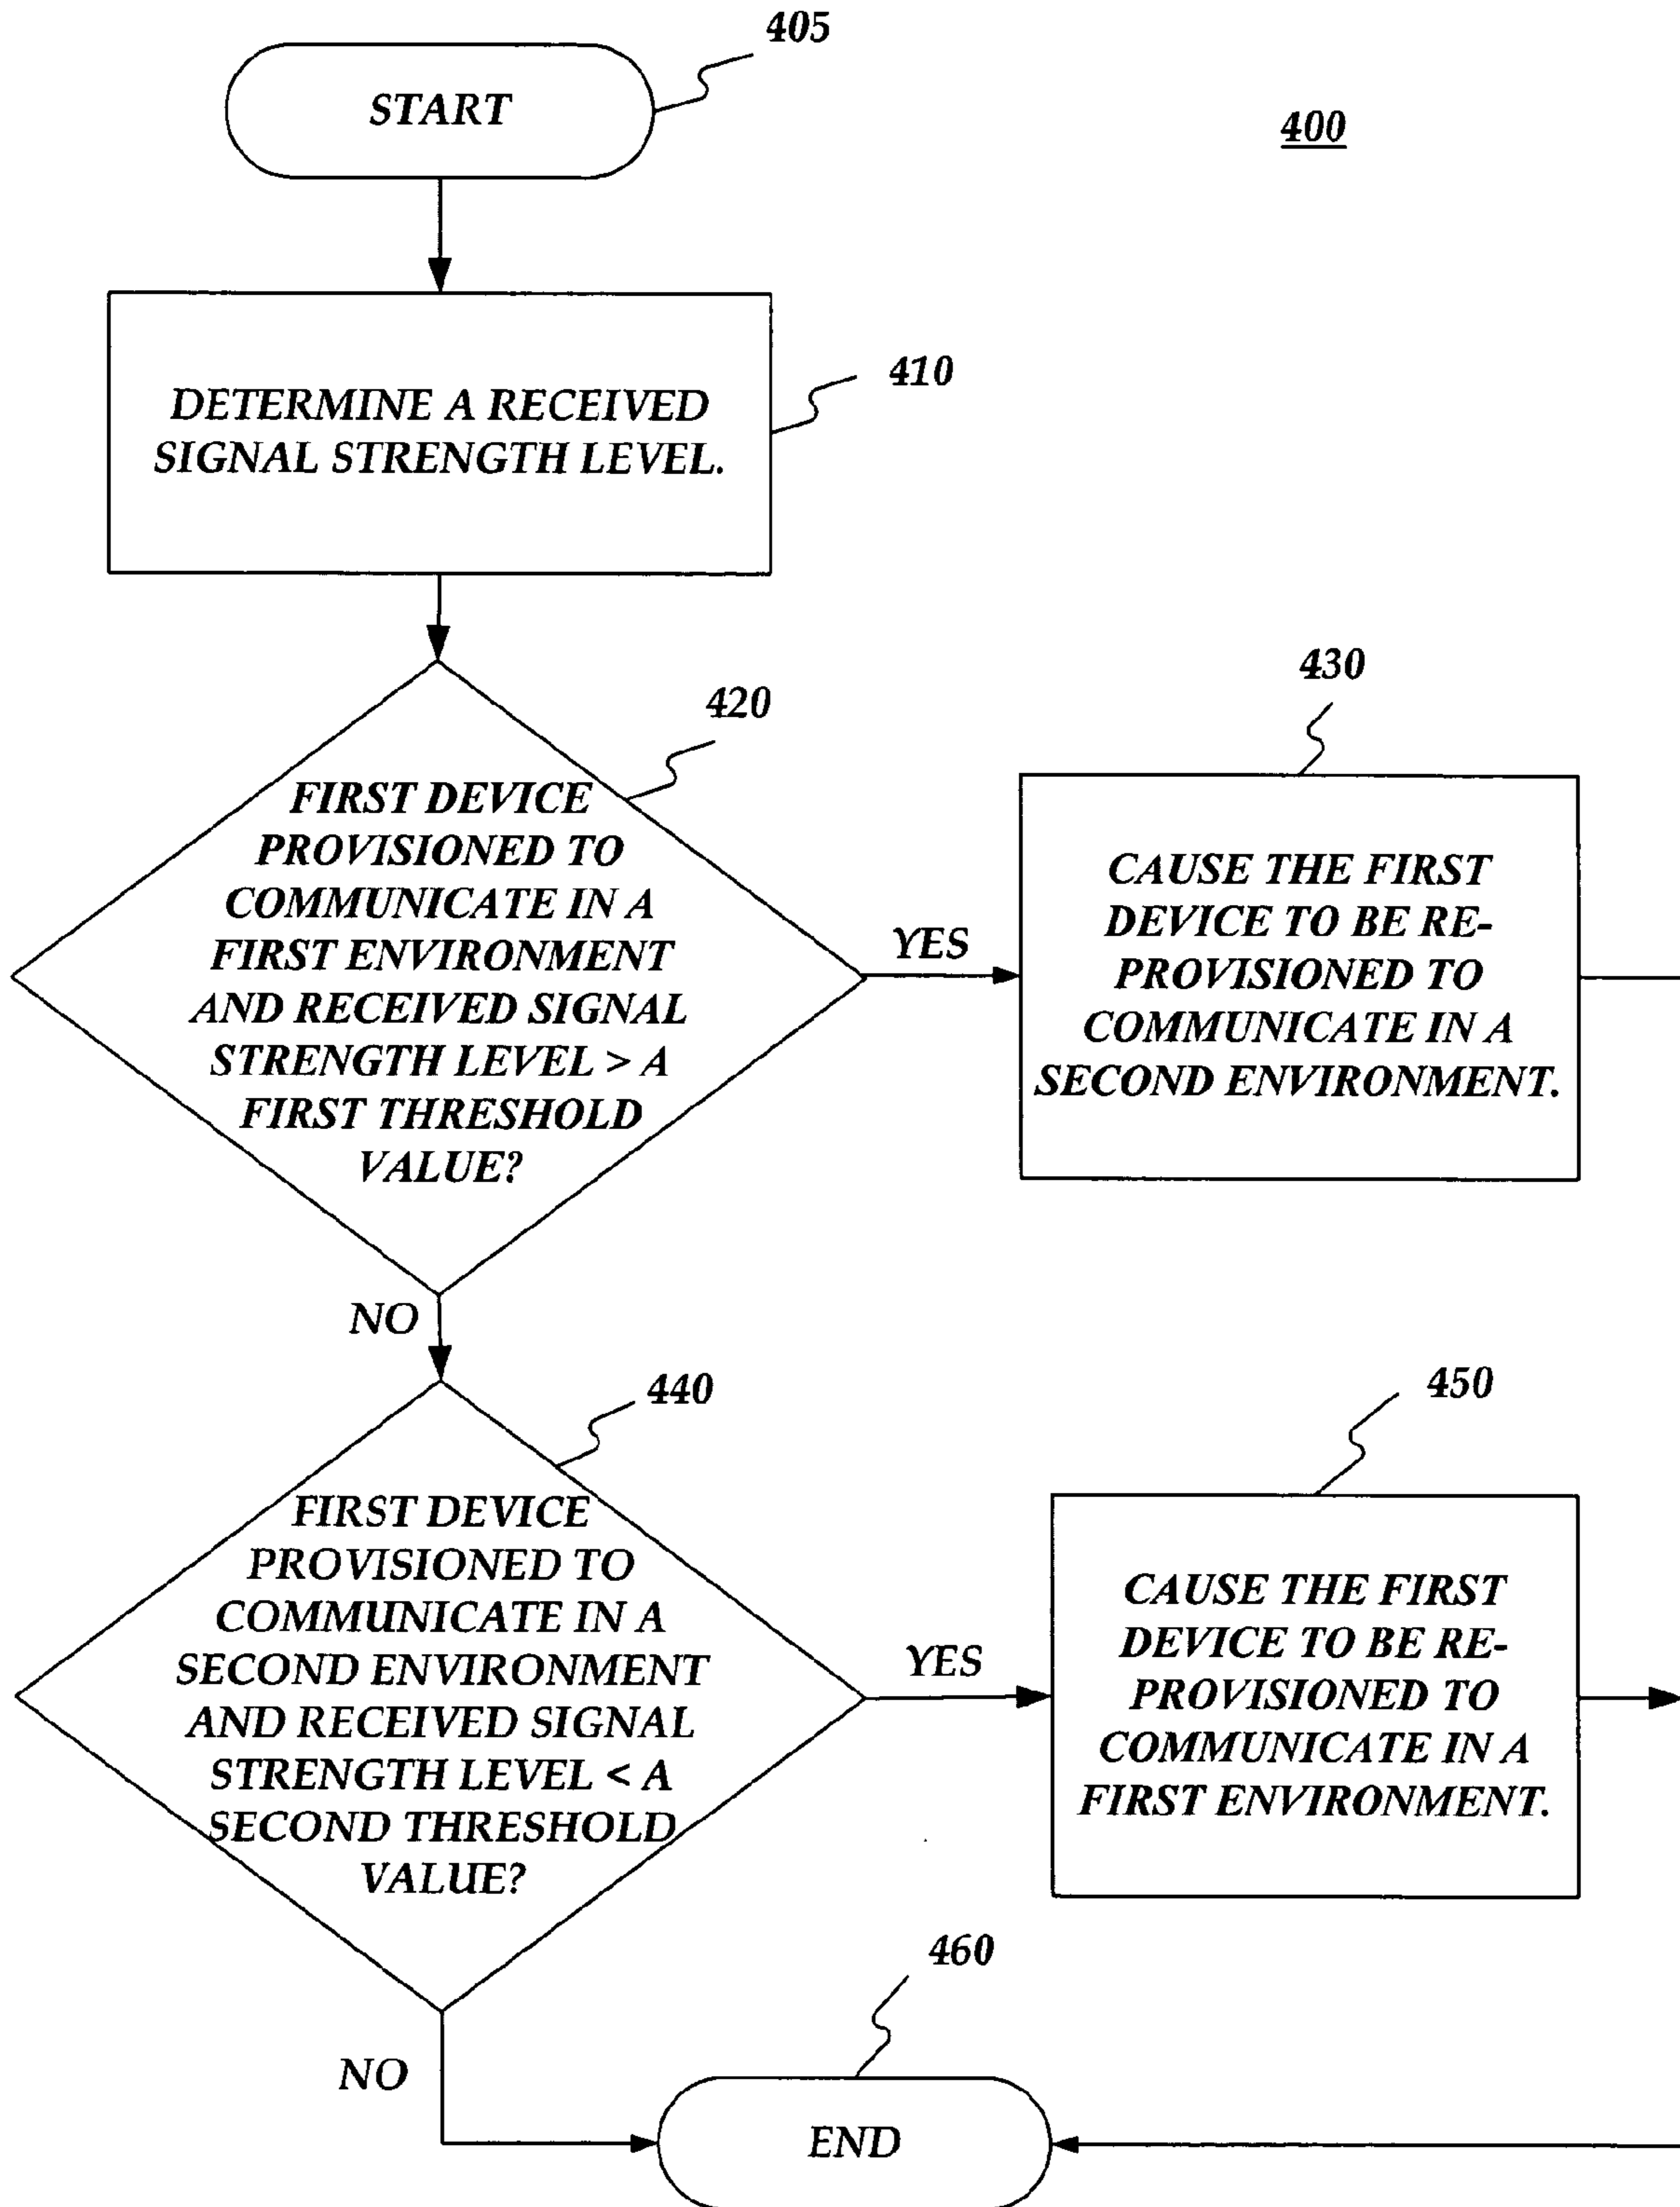 405
START
400
410
DETERMINE A RECEIVED
SIGNAL STRENGTH LEVEL.
420
FIRST DEVICE
PROVISIONED TO
COMMUNICATE IN A
FIRST ENVIRONMENT
AND RECEIVED SIGNAL
STRENGTH LEVEL > A
FIRST THRESHOLD
VALUE?
YES
430
CAUSE THE FIRST
DEVICE TO BE RE-
PROVISIONED TO
COMMUNICATE IN A
SECOND ENVIRONMENT.
NO
440
FIRST DEVICE
PROVISIONED TO
COMMUNICATE IN A
SECOND ENVIRONMENT
AND RECEIVED SIGNAL
STRENGTH LEVEL < A
SECOND THRESHOLD
VALUE?
YES
450
CAUSE THE FIRST
DEVICE TO BE RE-
PROVISIONED TO
COMMUNICATE IN A
FIRST ENVIRONMENT.
NO
460
END